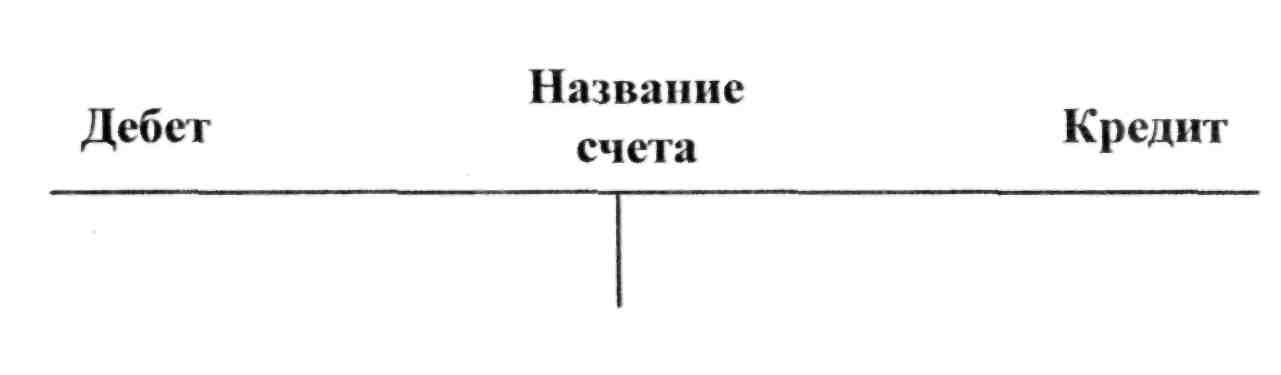 Название
Дебет
счета
Кредит